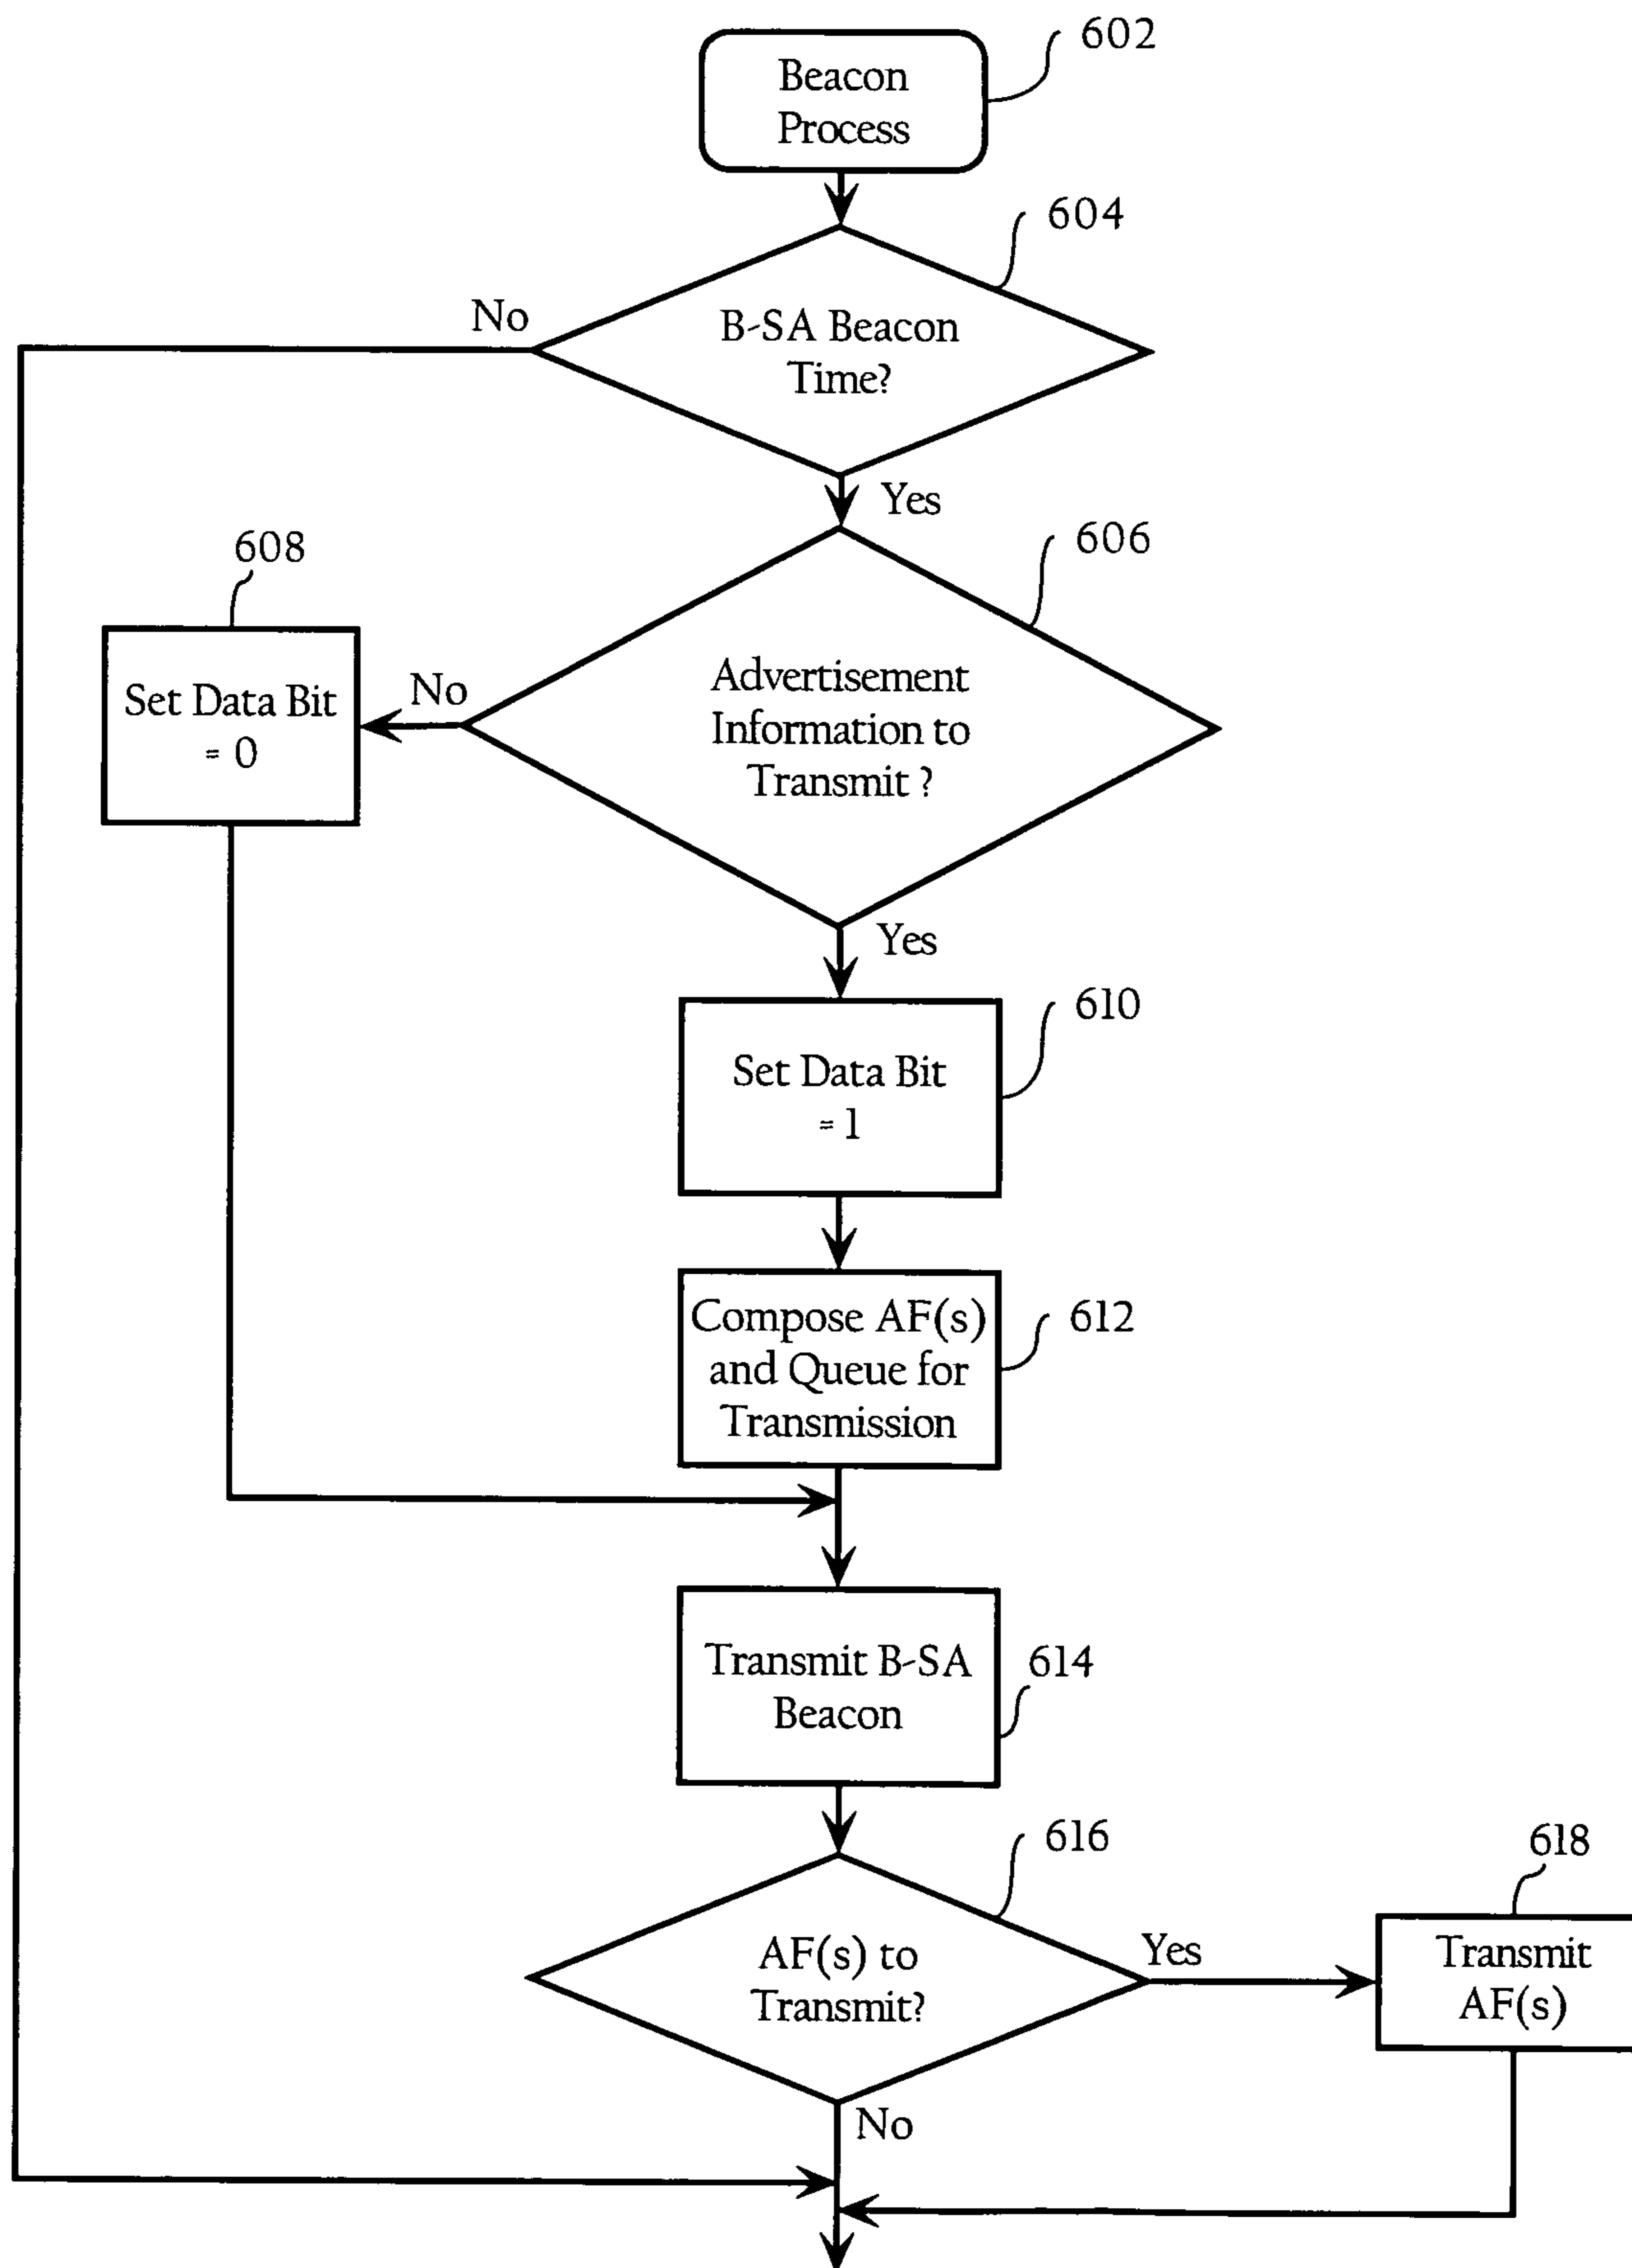 602
Beacon
Process
604
No
B-SA Beacon
Time?
Yes
606
608
Set Data Bit
= 0
No
Advertisement
Information to
Transmit ?
Yes
610
Set Data Bit
= 1
612
Compose AF(s)
and Queue for
Transmission
614
Transmit B-SA
Beacon
616
618
AF(s) to
Transmit?
Yes
Transmit
AF(s)
No